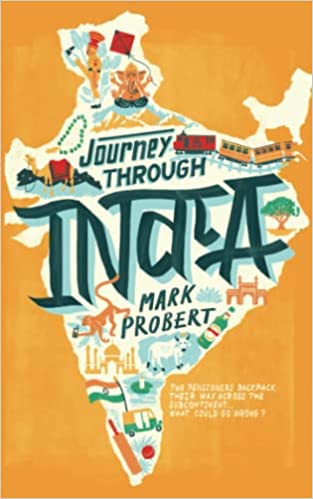 Journey
THROUGH
INDIA
MARK
PROBERT
TWO PENSIONERS BACKPACK
THEIR WAY ACROSS THE
SUBCONTINENT...
WHAT COULD GO WRONG?